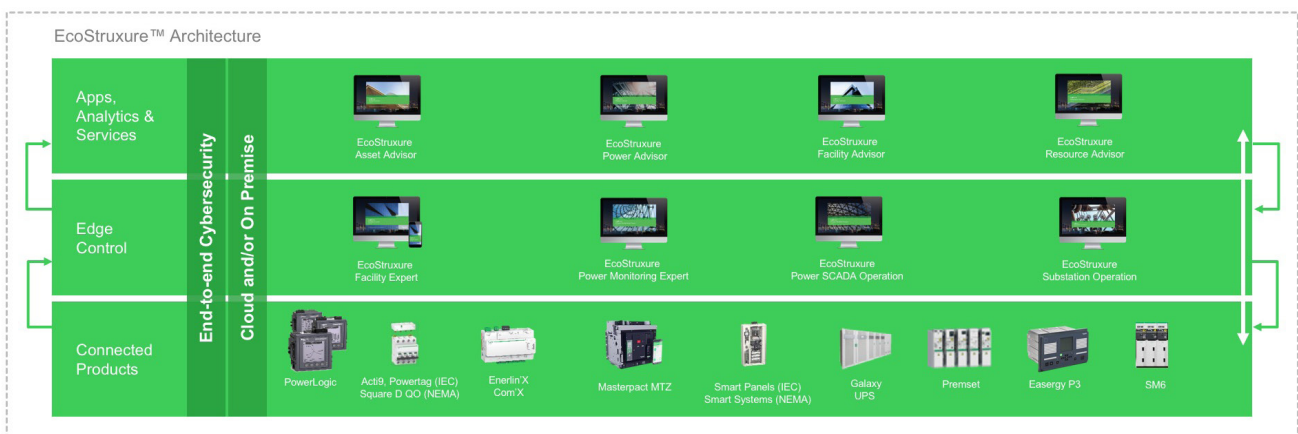 EcoStruxure™ Architecture
Apps,
Analytics &
Services
End-to-end Cybersecurity
Cloud and/or On Premise
EcoStruxure
Asset Advisor
EcoStruxure
Power Advisor
EcoStruxure
Facility Advisor
EcoStruxure
Resource Advisor
Edge
Control
EcoStruxure
Facility Expert
EcoStruxure
Power Monitoring Expert
EcoStruxure
Power SCADA Operation
EcoStruxure
Substation Operation
Connected
Products
PowerLogic
Acti9, Powertag (IEC)
Square D QO (NEMA)
Enerlin'X
Com'X
Masterpact MTZ
Smart Panels (IEC)
Smart Systems (NEMA)
Galaxy
UPS
Premset
Easergy P3
SM6